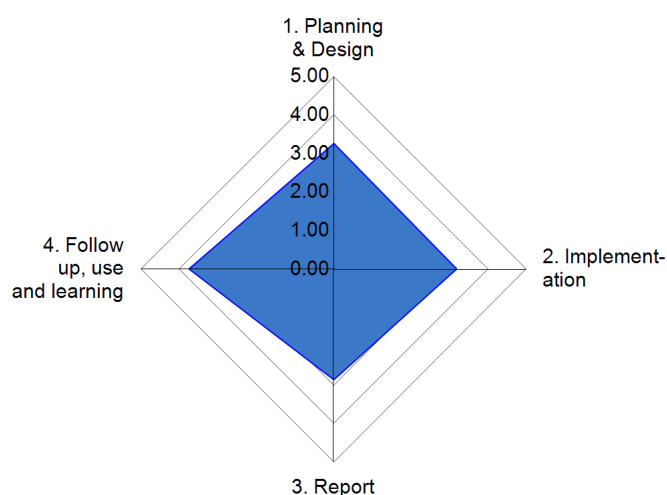 1. Planning
& Design
5.00
4.00
3.00
2.00
1.00
0.00
4. Follow
up, use
and learning
2. Implement-
ation
3. Report